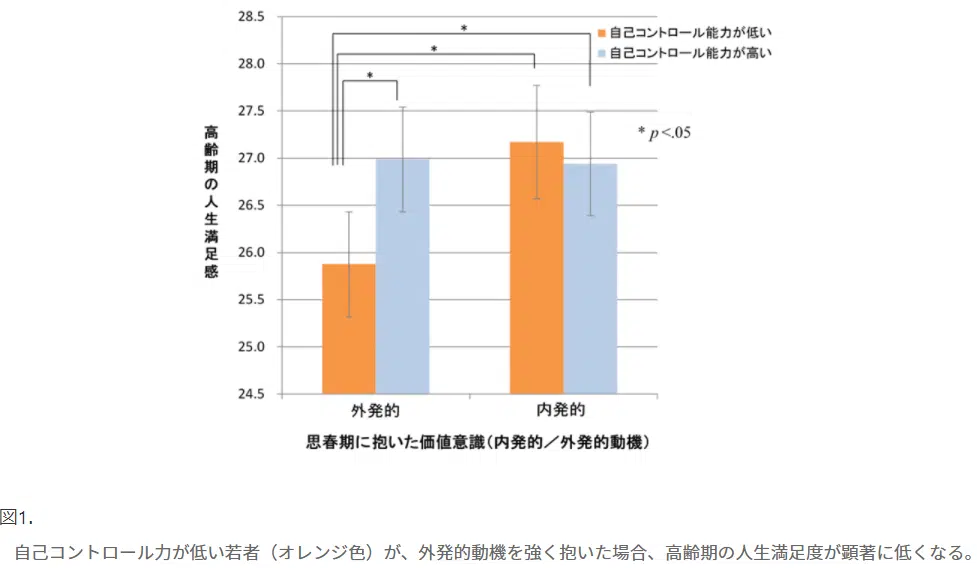 28.5
28.0
27.5
27.0
26.5
26.0
25.5
25.0
24.5
高齢期の人生満足感
*
*
*
自己コントロール能力が低い
自己コントロール能力が高い
* p <.05
外発的
内発的
思春期に抱いた価値意識（内発的／外発的動機）
図1.
自己コントロール力が低い若者（オレンジ色）が、外発的動機を強く抱いた場合、高齢期の人生満足度が顕著に低くなる。